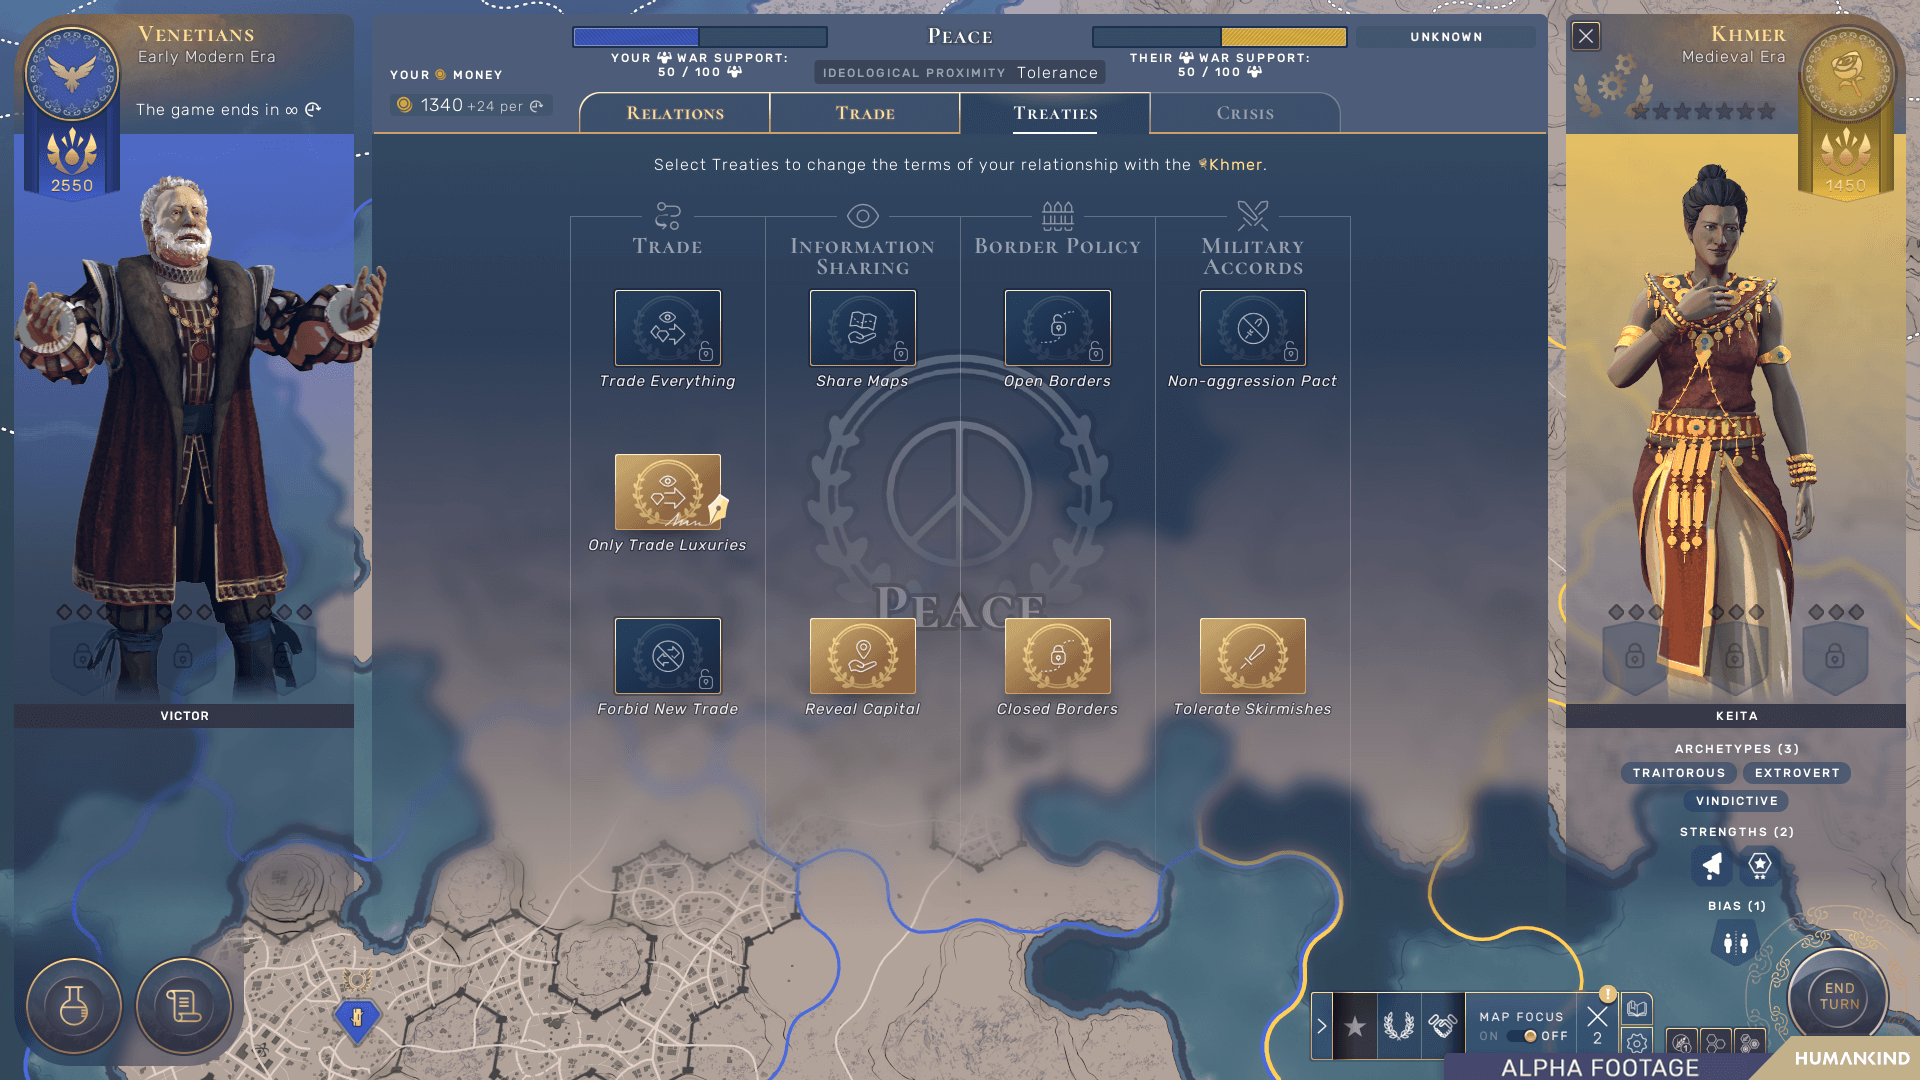 VENETIANS
Early Modern Era
The game ends in ∞
2550
VICTOR
YOUR MONEY
1340 +24 per
YOUR WAR SUPPORT:
50 / 100
PEACE
IDEOLOGICAL PROXIMITY Tolerance
THEIR WAR SUPPORT:
50 / 100
UNKNOWN
RELATIONS
TRADE
TREATIES
CRISIS
Select Treaties to change the terms of your relationship with the Khmer.
TRADE
INFORMATION
SHARING
BORDER POLICY
MILITARY
ACCORDS
Trade Everything
Share Maps
Open Borders
Non-aggression Pact
Only Trade Luxuries
PEACE
Forbid New Trade
Reveal Capital
Closed Borders
Tolerate Skirmishes
KHMER
Medieval Era
1450
KEITA
ARCHETYPES (3)
TRAITOROUS
EXTROVERT
VINDICTIVE
STRENGTHS (2)
BIAS (1)
MAP FOCUS
ON OFF
2
END
TURN
ALPHA FOOTAGE
HUMANKIND